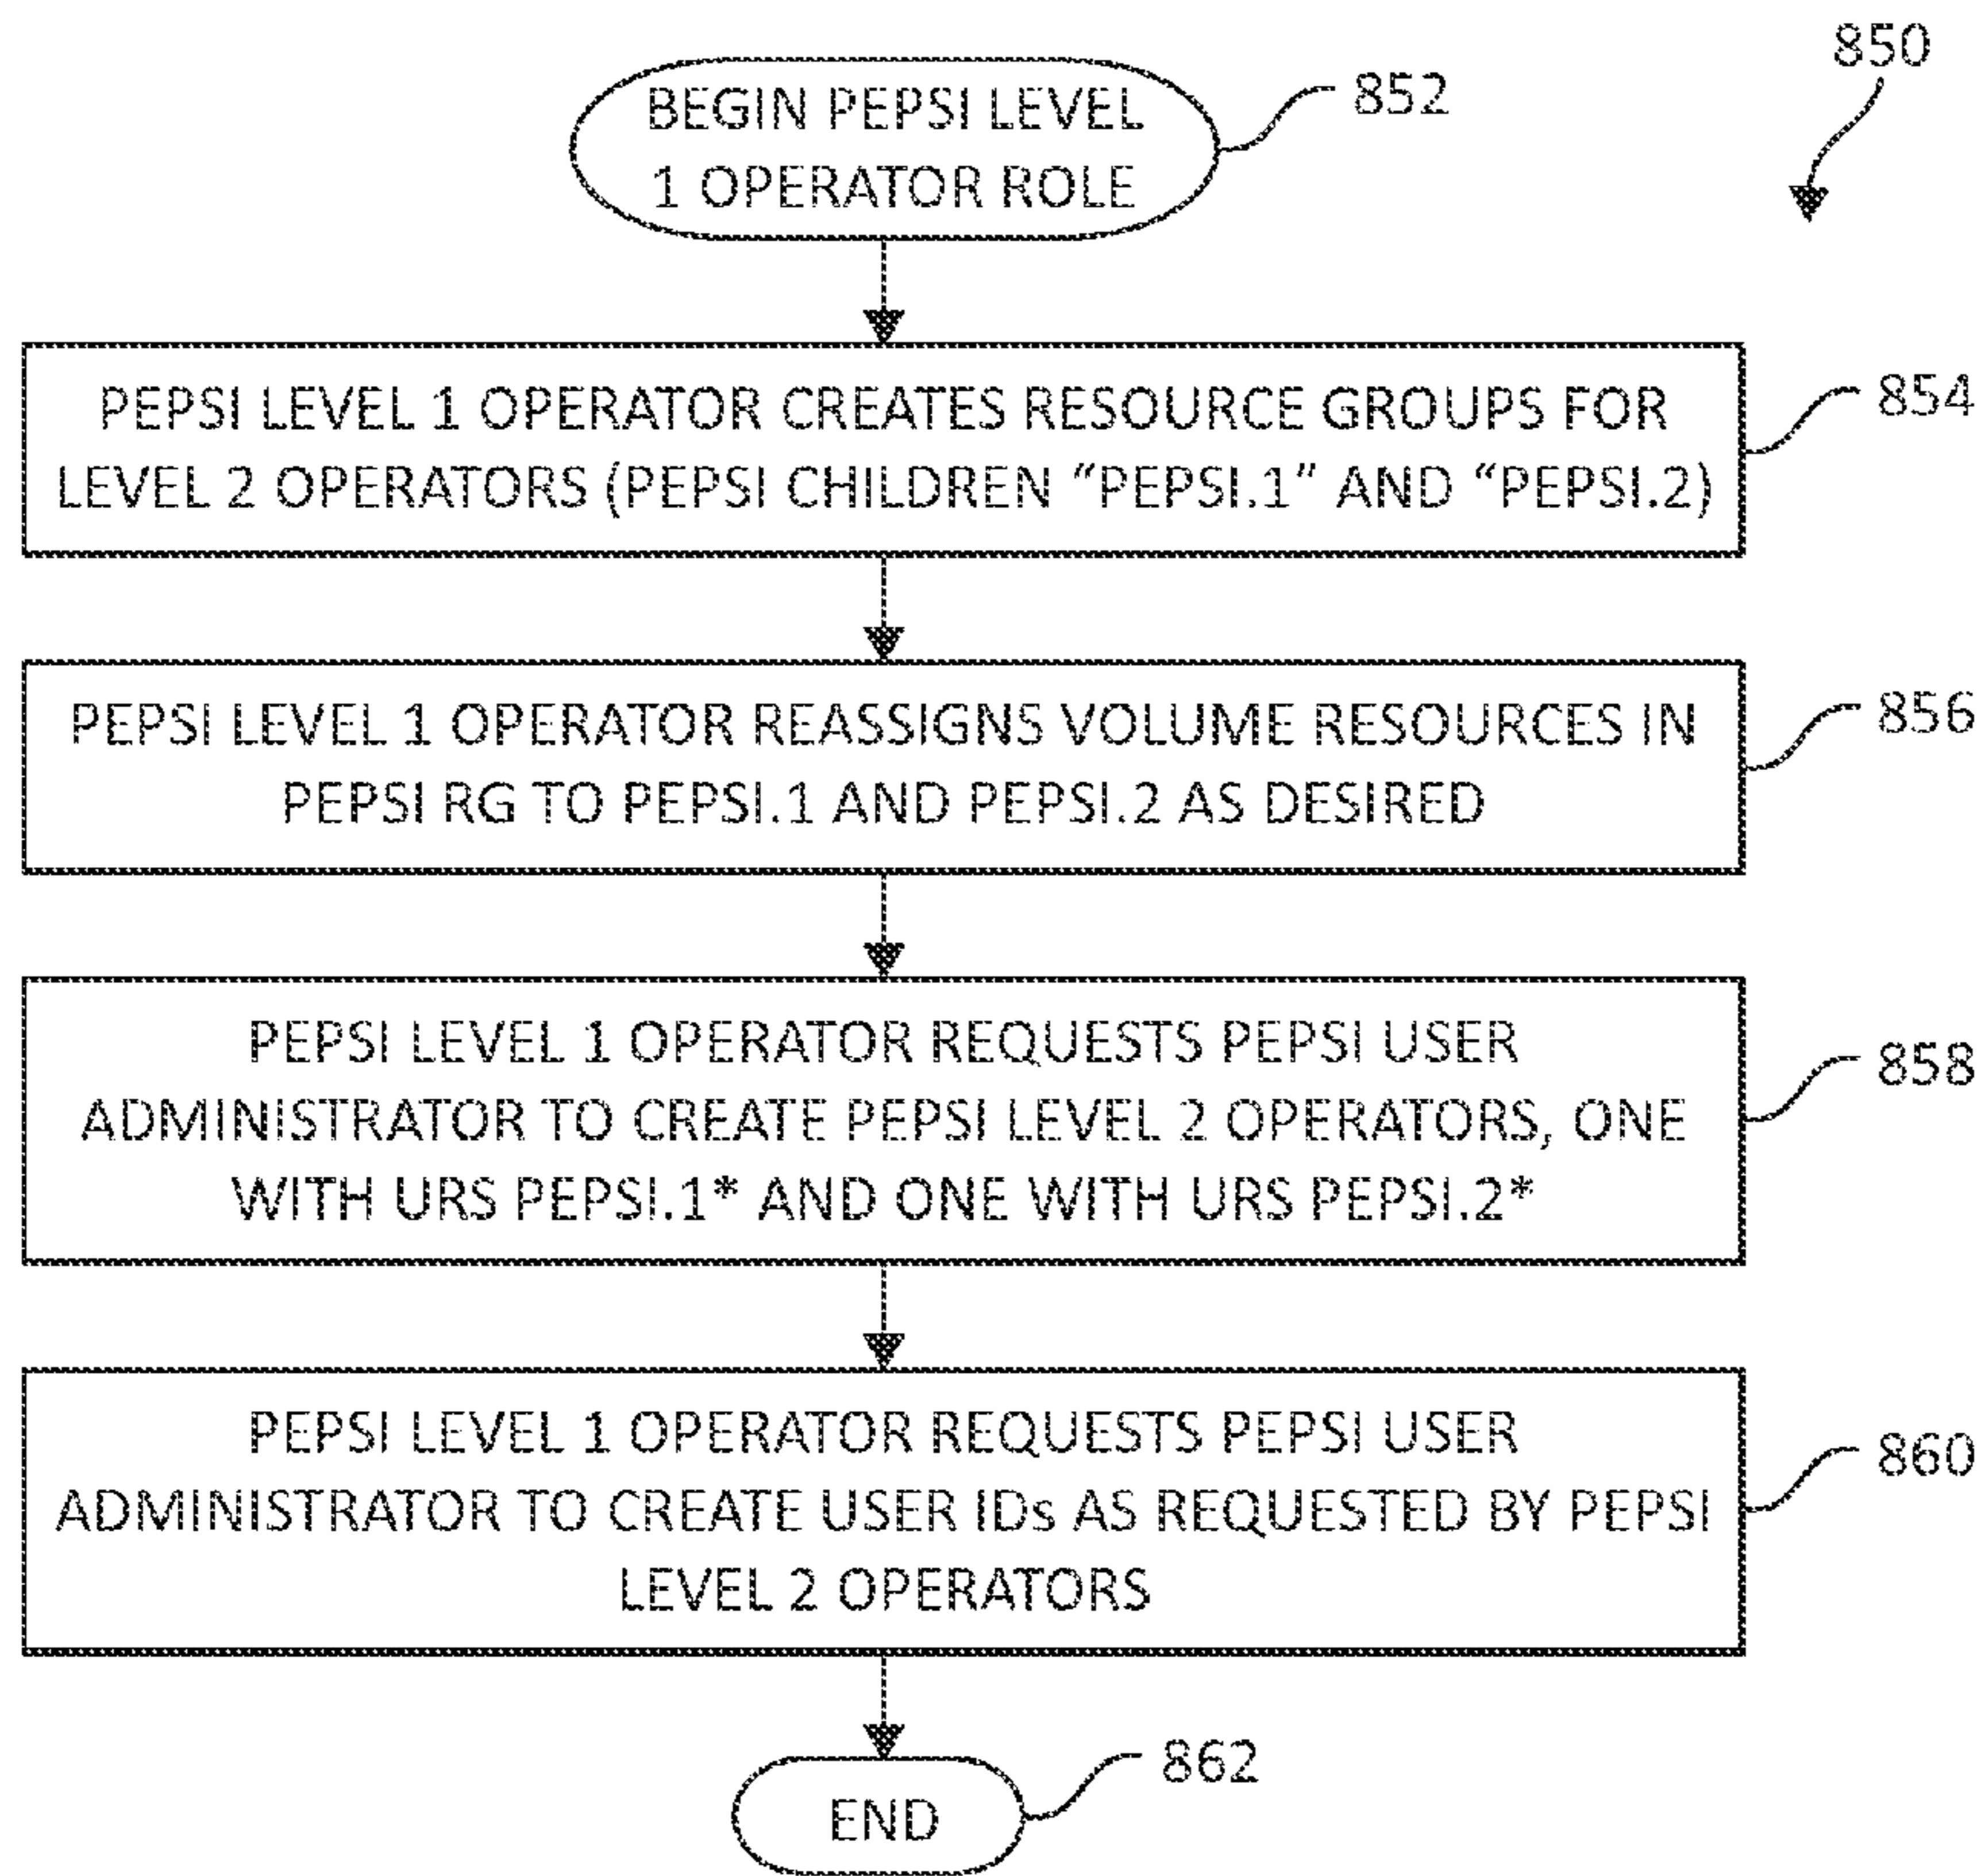 850
BEGIN PEPSI LEVEL
1 OPERATOR ROLE
852
PEPSI LEVEL 1 OPERATOR CREATES RESOURCE GROUPS FOR
LEVEL 2 OPERATORS (PEPSI CHILDREN “PEPSI.1” AND “PEPSI.2)
854
PEPSI LEVEL 1 OPERATOR REASSIGNS VOLUME RESOURCES IN
PEPSI RG TO PEPSI.1 AND PEPSI.2 AS DESIRED
856
PEPSI LEVEL 1 OPERATOR REQUESTS PEPSI USER
ADMINISTRATOR TO CREATE PEPSI LEVEL 2 OPERATORS, ONE
WITH URS PEPSI.1* AND ONE WITH URS PEPSI.2*
858
PEPSI LEVEL 1 OPERATOR REQUESTS PEPSI USER
ADMINISTRATOR TO CREATE USER IDs AS REQUESTED BY PEPSI
LEVEL 2 OPERATORS
860
END
862